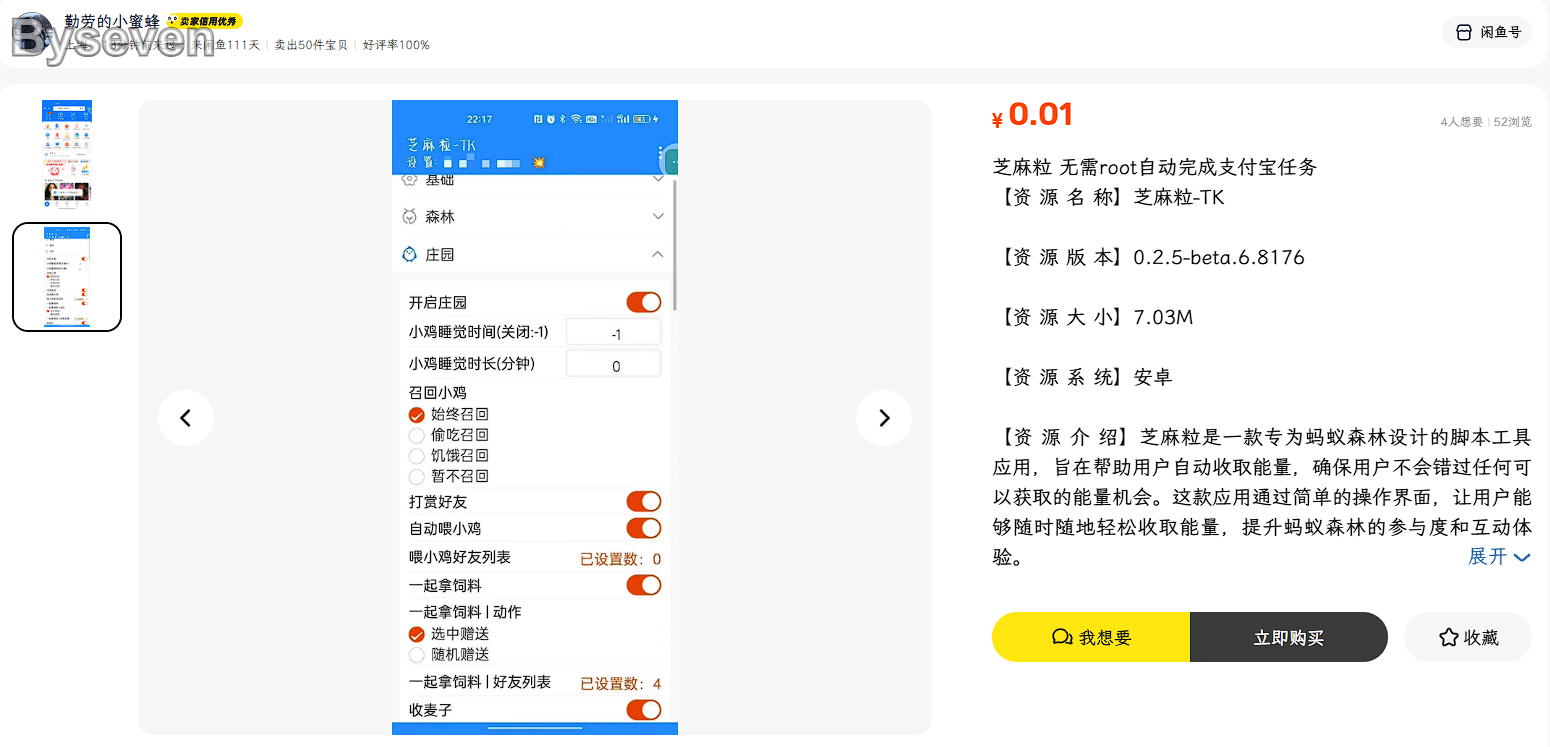 勤劳的小蜜蜂 卖家信用优秀
Byseven
来闲鱼111天 | 卖出50件宝贝 | 好评率100%
闲鱼号
22:17
芝麻粒-TK
设置:
基础
森林
庄园
开启庄园
小鸡睡觉时间(关闭:-1) -1
小鸡睡觉时长(分钟) 0
召回小鸡
始终召回
偷吃召回
饥饿召回
暂不召回
打赏好友
自动喂小鸡
喂小鸡好友列表 已设置数：0
一起拿饲料
一起拿饲料 | 动作
选中赠送
随机赠送
一起拿饲料 | 好友列表 已设置数：4
收麦子
¥0.01
4人想要 | 52浏览
芝麻粒 无需root自动完成支付宝任务
【资 源 名 称】芝麻粒-TK
【资 源 版 本】0.2.5-beta.6.8176
【资 源 大 小】7.03M
【资 源 系 统】安卓
【资 源 介 绍】芝麻粒是一款专为蚂蚁森林设计的脚本工具
应用，旨在帮助用户自动收取能量，确保用户不会错过任何可
以获取的能量机会。这款应用通过简单的操作界面，让用户能
够随时随地轻松收取能量，提升蚂蚁森林的参与度和互动体
验。
展开
我想要
立即购买
收藏